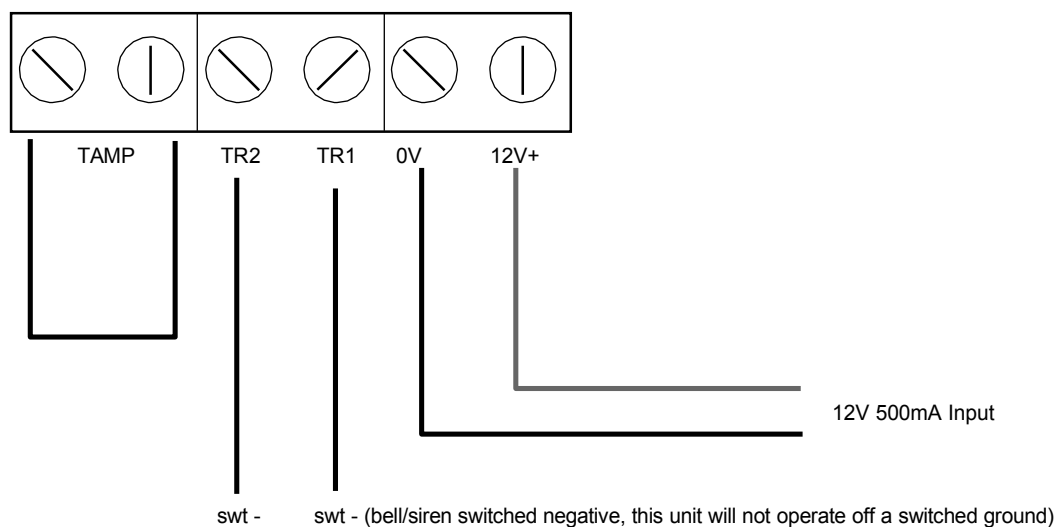 TAMP TR2 TR1 0V 12V+
12V 500mA Input
swt - swt - (bell/siren switched negative, this unit will not operate off a switched ground)